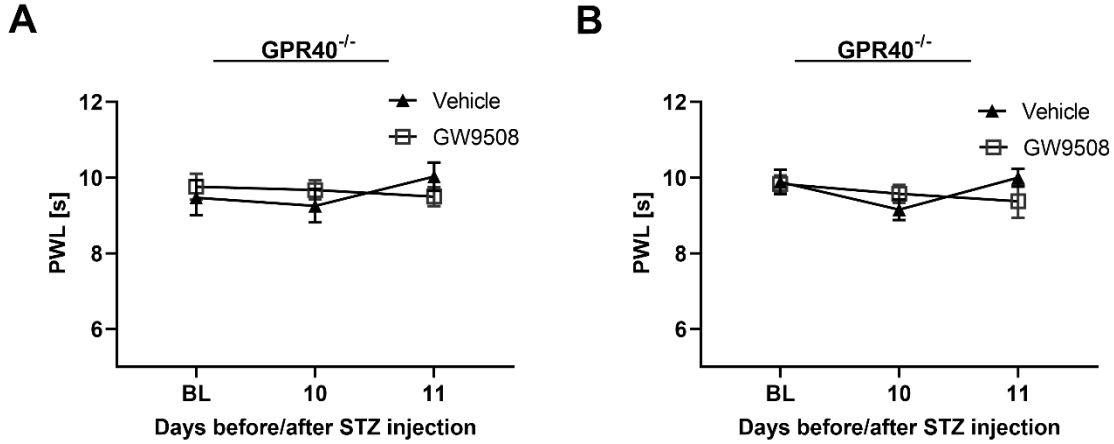 A
GPR40-/-
Vehicle
GW9508
12
10
8
6
PWL [s]
BL 10 11
Days before/after STZ injection
B
GPR40-/-
Vehicle
GW9508
12
10
8
6
PWL [s]
BL 10 11
Days before/after STZ injection